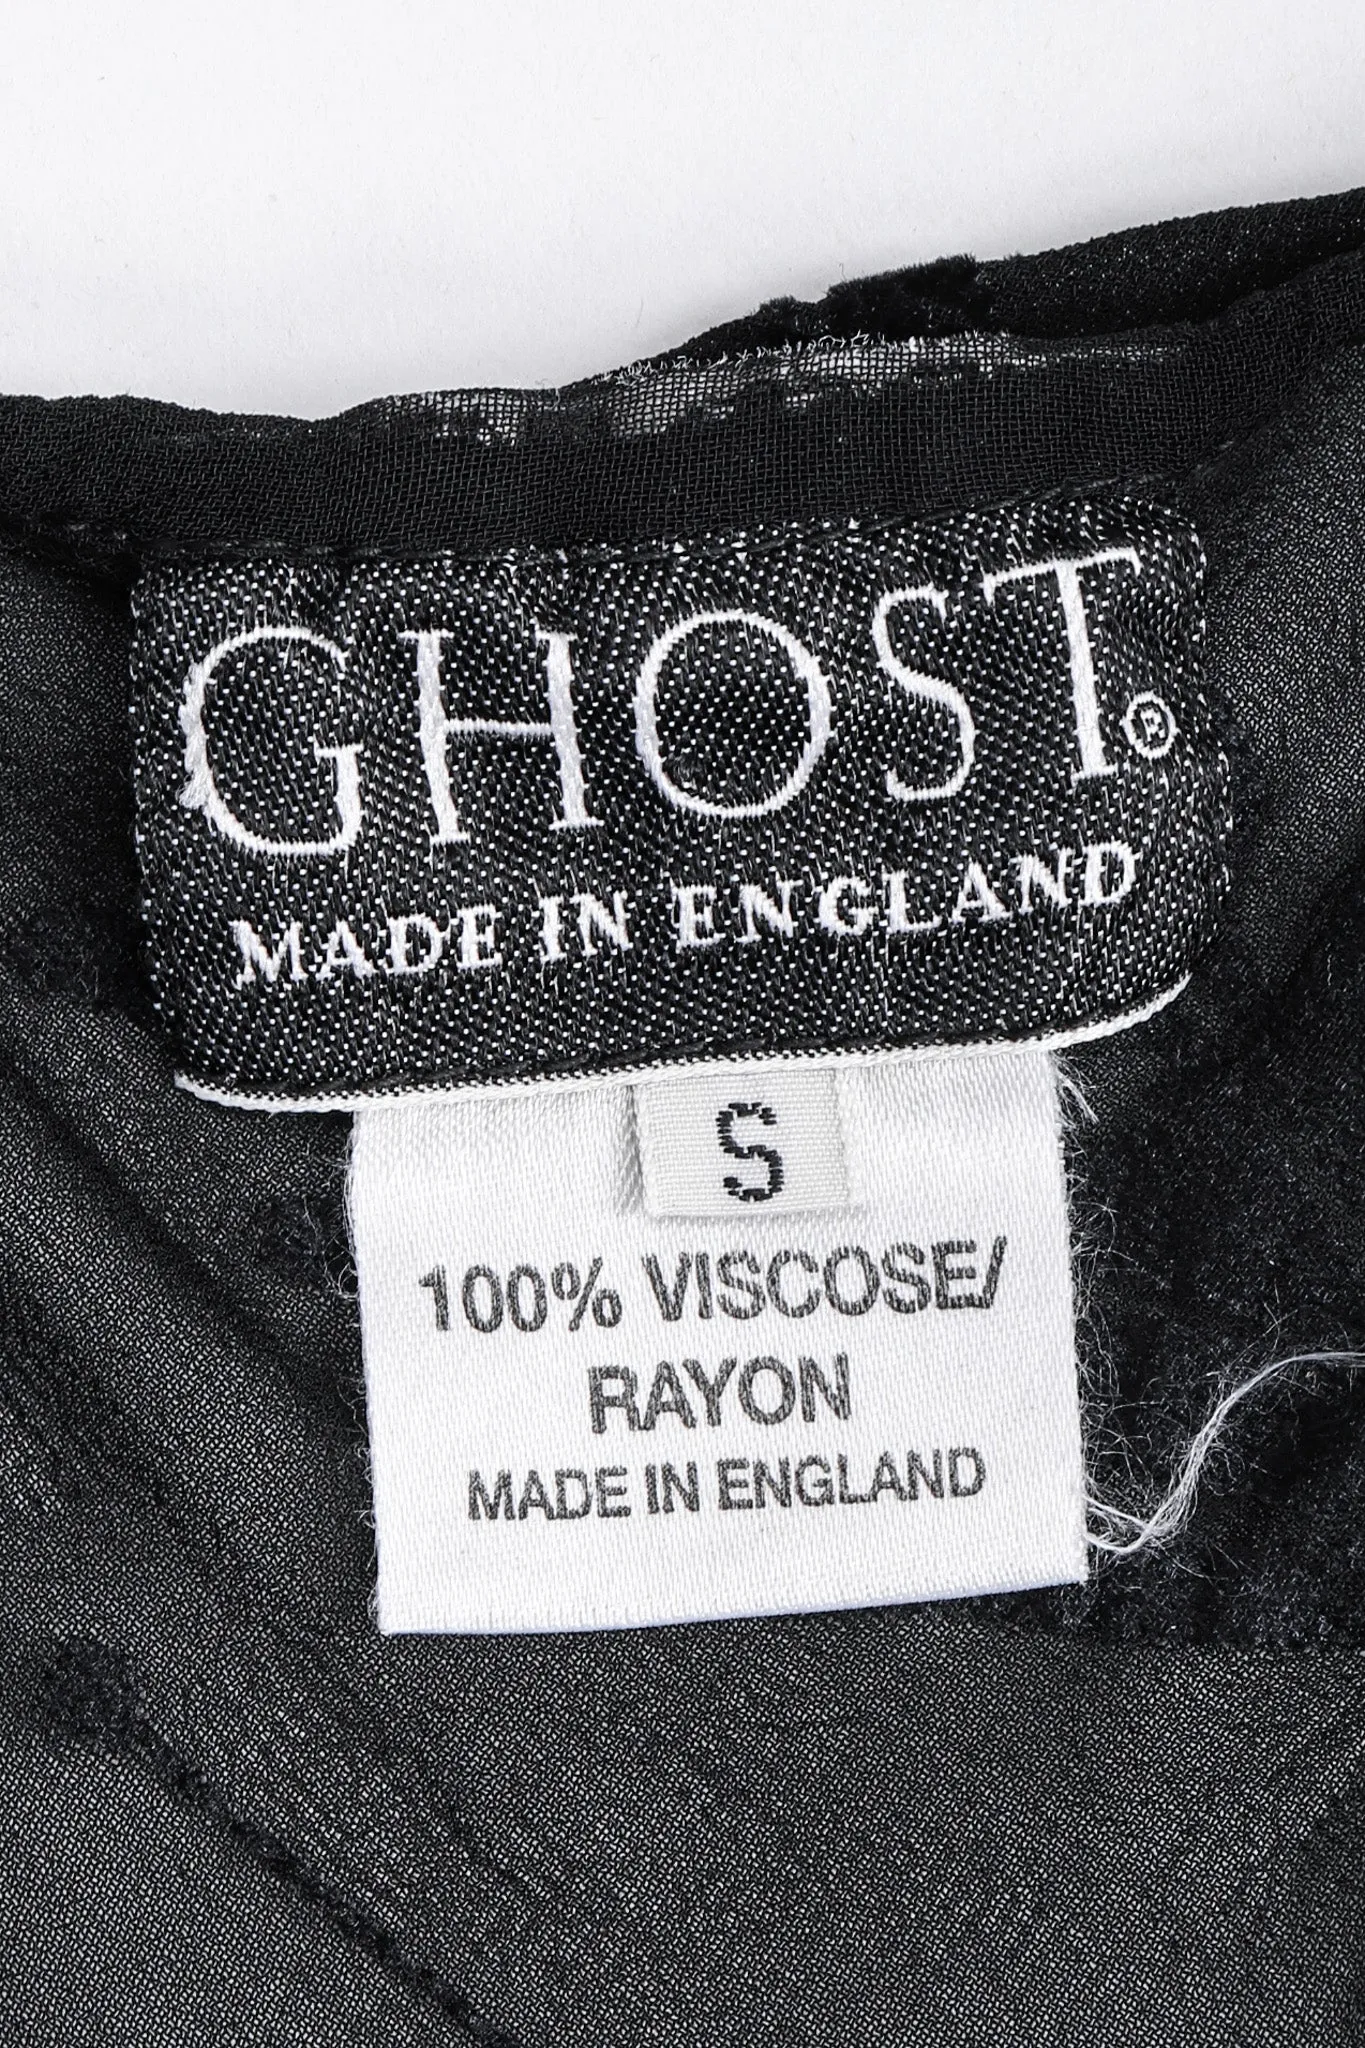 GHOST®
MADE IN ENGLAND
S
100% VISCOSE/
RAYON
MADE IN ENGLAND